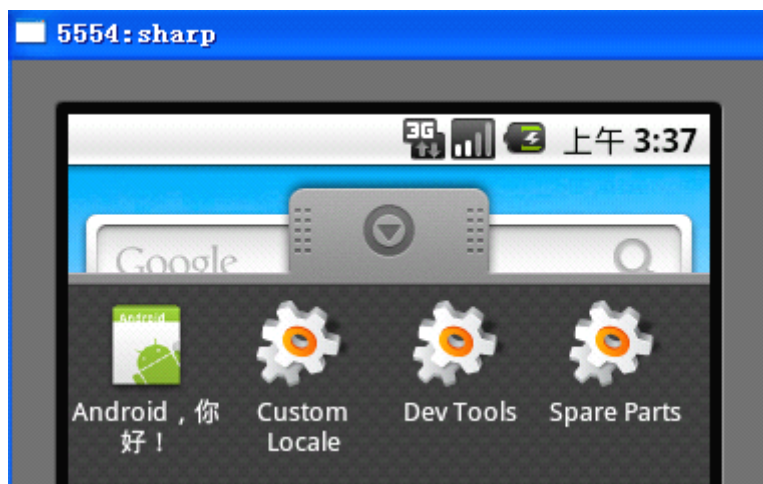 5554:sharp
3G 上午 3:37
Google
Android
Android，你
好！
Custom
Locale
Dev Tools
Spare Parts